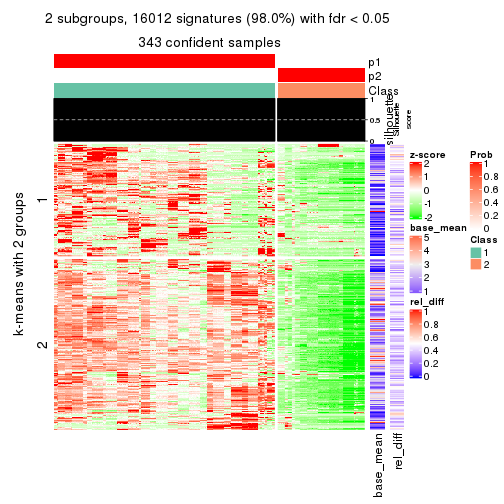 2 subgroups, 16012 signatures (98.0%) with fdr < 0.05
343 confident samples
p1
p2
Class
1
0.5
0
silhouette
Silhouette
score
k-means with 2 groups
1
2
base_mean
rel_diff
z-score
2
1
0
-1
-2
base_mean
5
4
3
2
1
rel_diff
1
0.8
0.6
0.4
0.2
0
Prob
1
0.8
0.6
0.4
0.2
0
Class
1
2